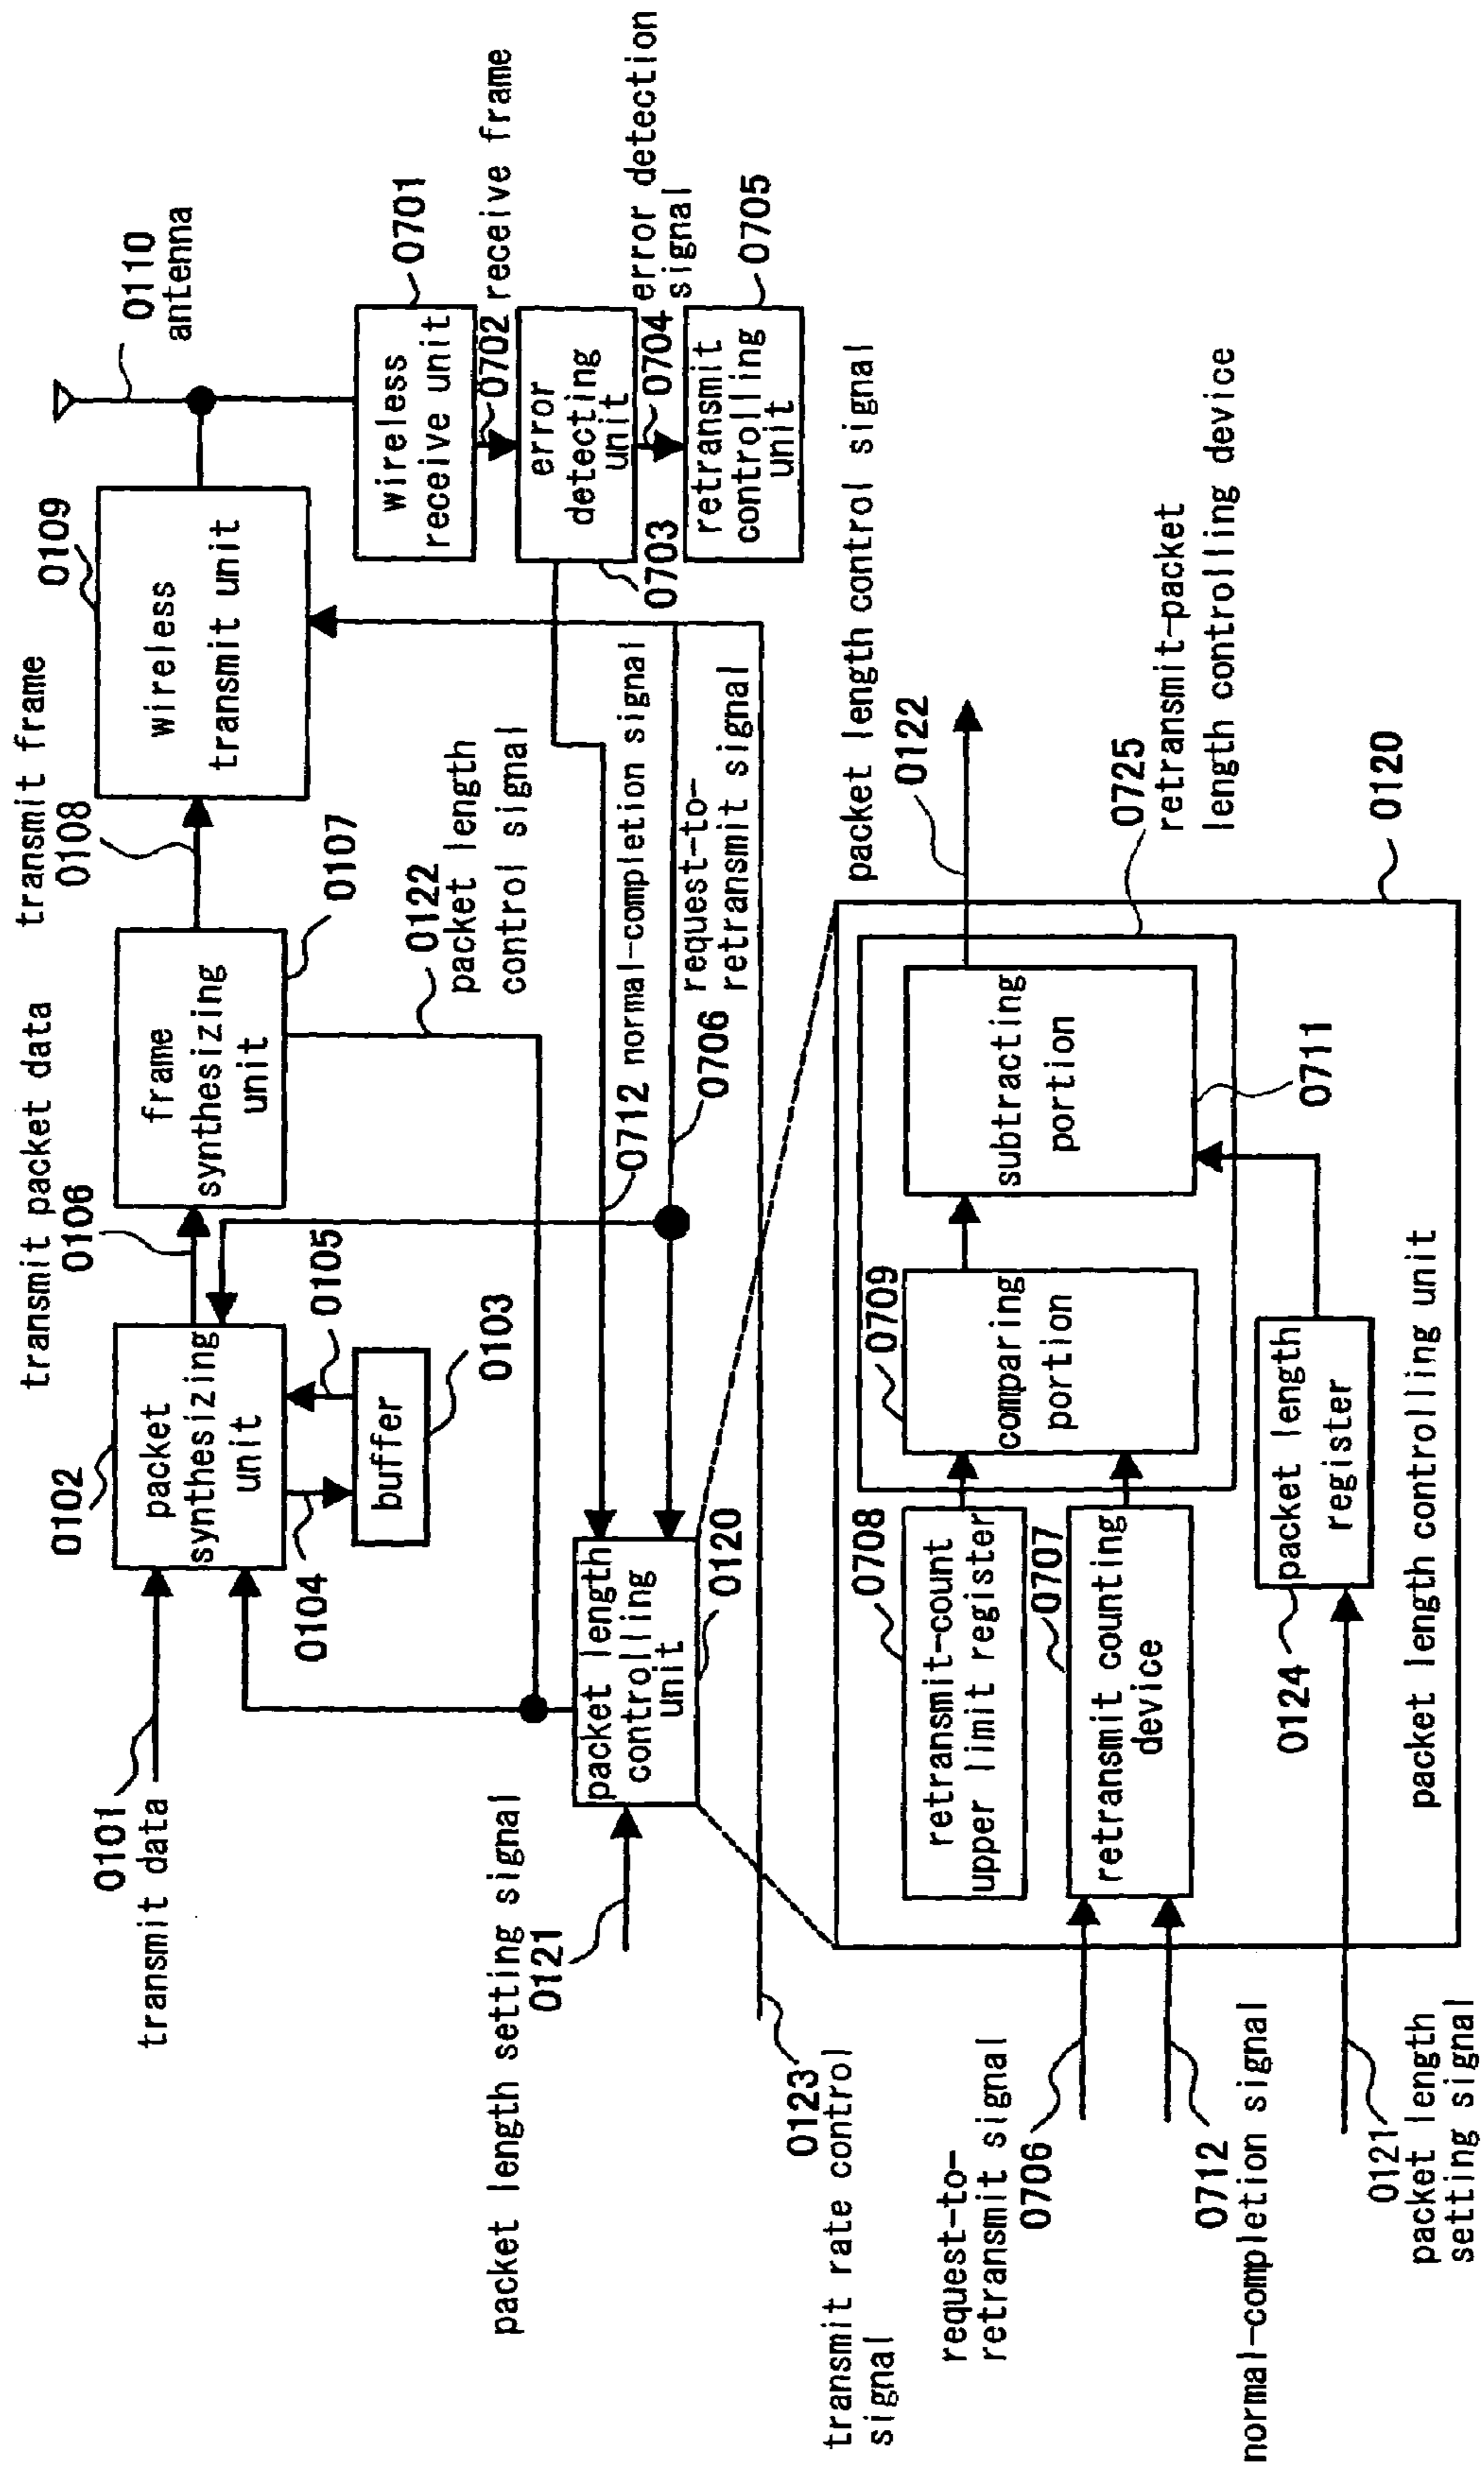 0101
transmit data
0102
packet
synthesizing
unit
0104
0105
buffer
0103
transmit packet data
0106
frame
synthesizing
unit
0107
transmit frame
0108
0109
wireless
transmit unit
0110
antenna
wireless
receive unit
0701
0702 receive frame
error
detecting
unit
0703
0704
error detection
signal
retransmit
controlling
unit
0705
0122
packet length
control signal
0712 normal-completion signal
request-to-
retransmit signal
0706
packet length setting signal
0121
packet length
controlling
unit
0120
0123
transmit rate control
signal
request-to-
retransmit signal
0706
0712
normal-completion signal
0121
packet length
setting signal
0708
retransmit-count
upper limit register
0707
retransmit counting
device
0124
packet length
register
0709
comparing
portion
subtracting
portion
0711
packet length control signal
0122
0725
retransmit-packet
length controlling device
packet length controlling unit
0120